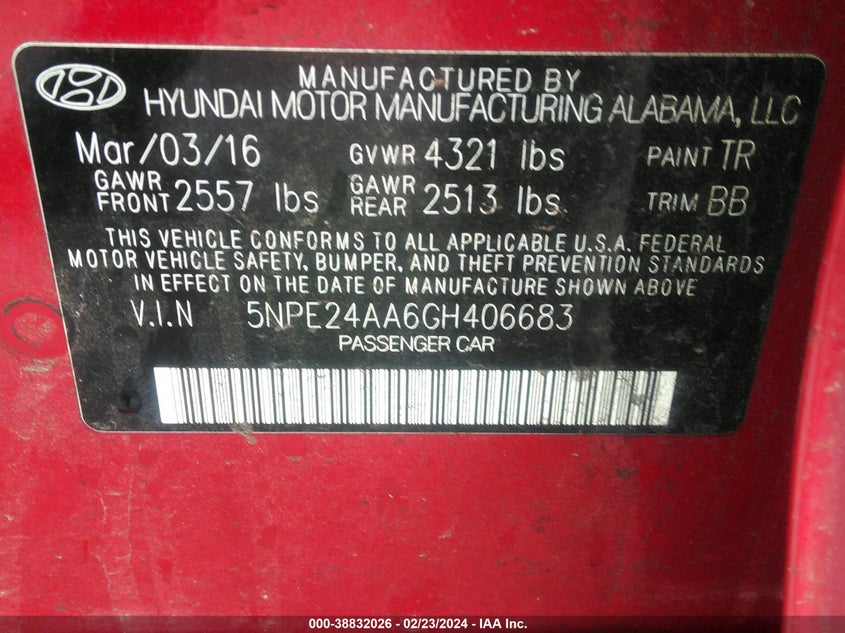 MANUFACTURED BY
HYUNDAI MOTOR MANUFACTURING ALABAMA, LLC
Mar/03/16 GVWR 4321 lbs PAINT TR
GAWR FRONT 2557 lbs GAWR REAR 2513 lbs TRIM BB
THIS VEHICLE CONFORMS TO ALL APPLICABLE U.S.A. FEDERAL
MOTOR VEHICLE SAFETY, BUMPER, AND THEFT PREVENTION STANDARDS
IN EFFECT ON THE DATE OF MANUFACTURE SHOWN ABOVE
V.I.N 5NPE24AA6GH406683
PASSENGER CAR
000-38832026 - 02/23/2024 - IAA Inc.